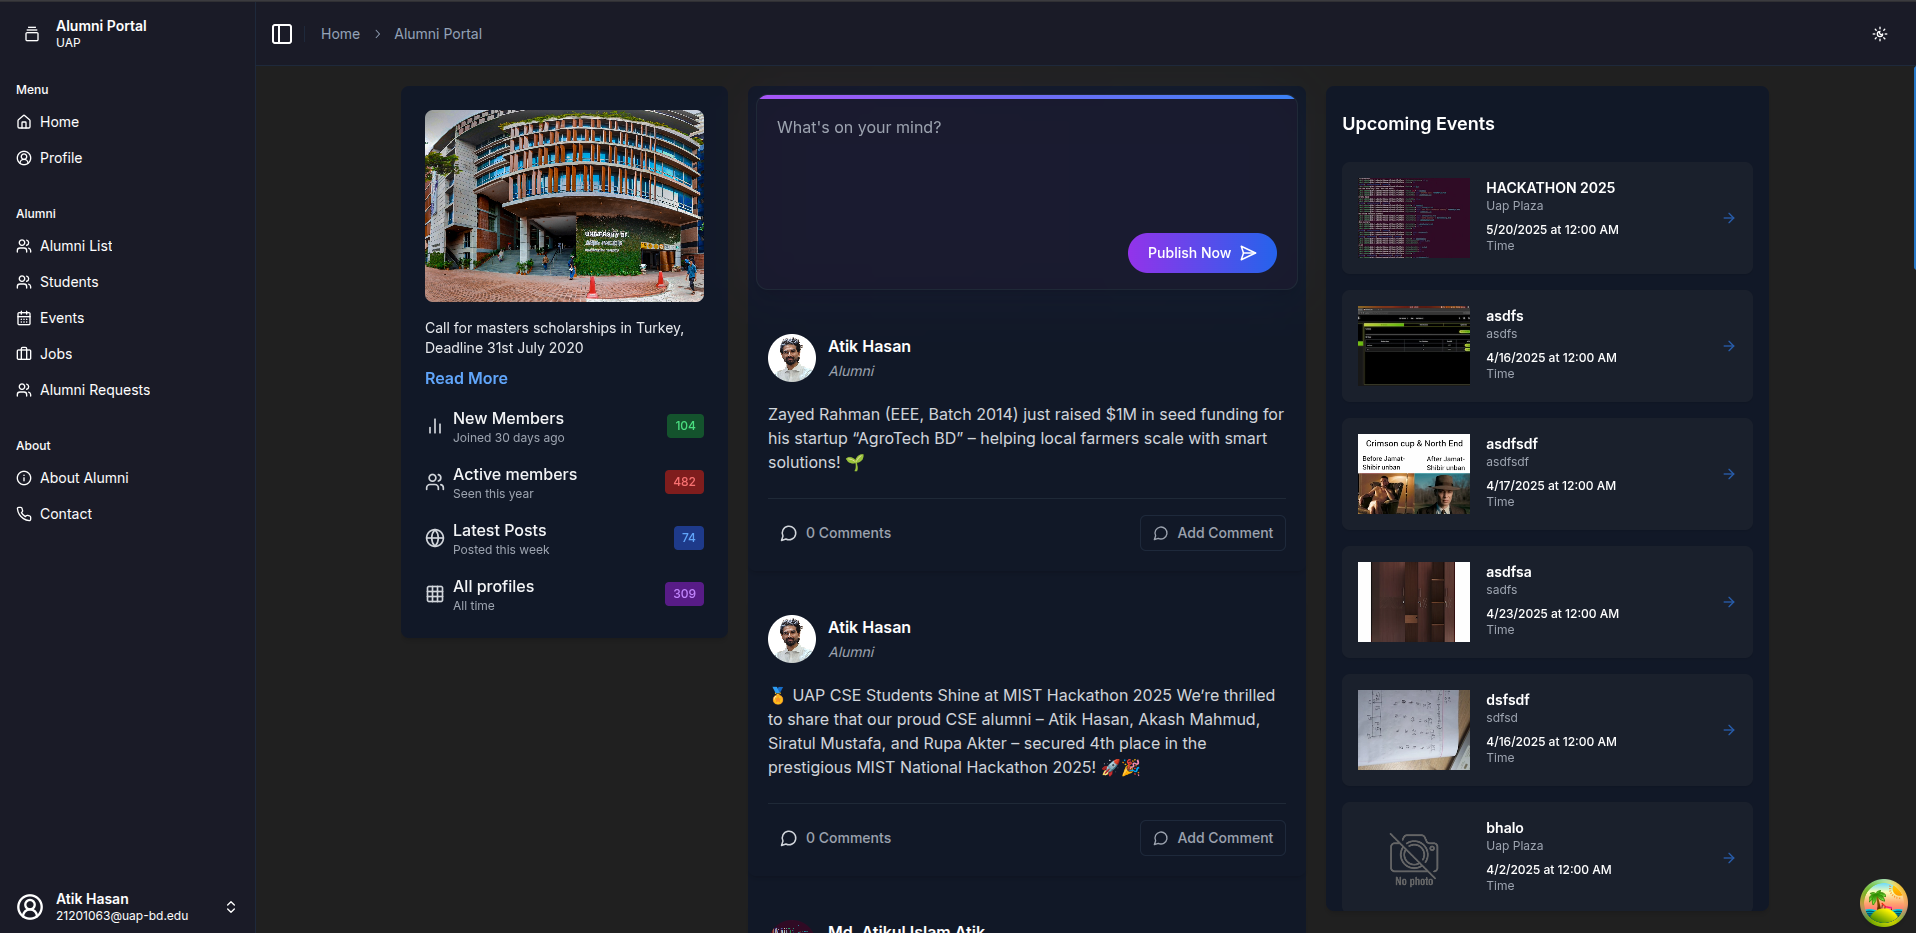 Alumni Portal
UAP
Menu
Home
Profile
Alumni
Alumni List
Students
Events
Jobs
Alumni Requests
About
About Alumni
Contact
Atik Hasan
21201063@uap-bd.edu
Home > Alumni Portal
Call for masters scholarships in Turkey,
Deadline 31st July 2020
Read More
New Members
Joined 30 days ago
104
Active members
Seen this year
482
Latest Posts
Posted this week
74
All profiles
All time
309
What's on your mind?
Publish Now
Atik Hasan
Alumni
Zayed Rahman (EEE, Batch 2014) just raised $1M in seed funding for
his startup “AgroTech BD” – helping local farmers scale with smart
solutions! 🌱
0 Comments
Add Comment
Atik Hasan
Alumni
🏅 UAP CSE Students Shine at MIST Hackathon 2025 We’re thrilled
to share that our proud CSE alumni – Atik Hasan, Akash Mahmud,
Siratul Mustafa, and Rupa Akter – secured 4th place in the
prestigious MIST National Hackathon 2025! 🚀🎉
0 Comments
Add Comment
Md. Atikul Islam Atik
Upcoming Events
HACKATHON 2025
Uap Plaza
5/20/2025 at 12:00 AM
Time
asdfs
asdfs
4/16/2025 at 12:00 AM
Time
Crimson cup & North End
Before Jamat-
Shibir unban
After Jamat-
Shibir unban
asdfsdf
asdfsdf
4/17/2025 at 12:00 AM
Time
asdfsa
sadfs
4/23/2025 at 12:00 AM
Time
dsfsdf
sdfsd
4/16/2025 at 12:00 AM
Time
No photo
bhalo
Uap Plaza
4/2/2025 at 12:00 AM
Time